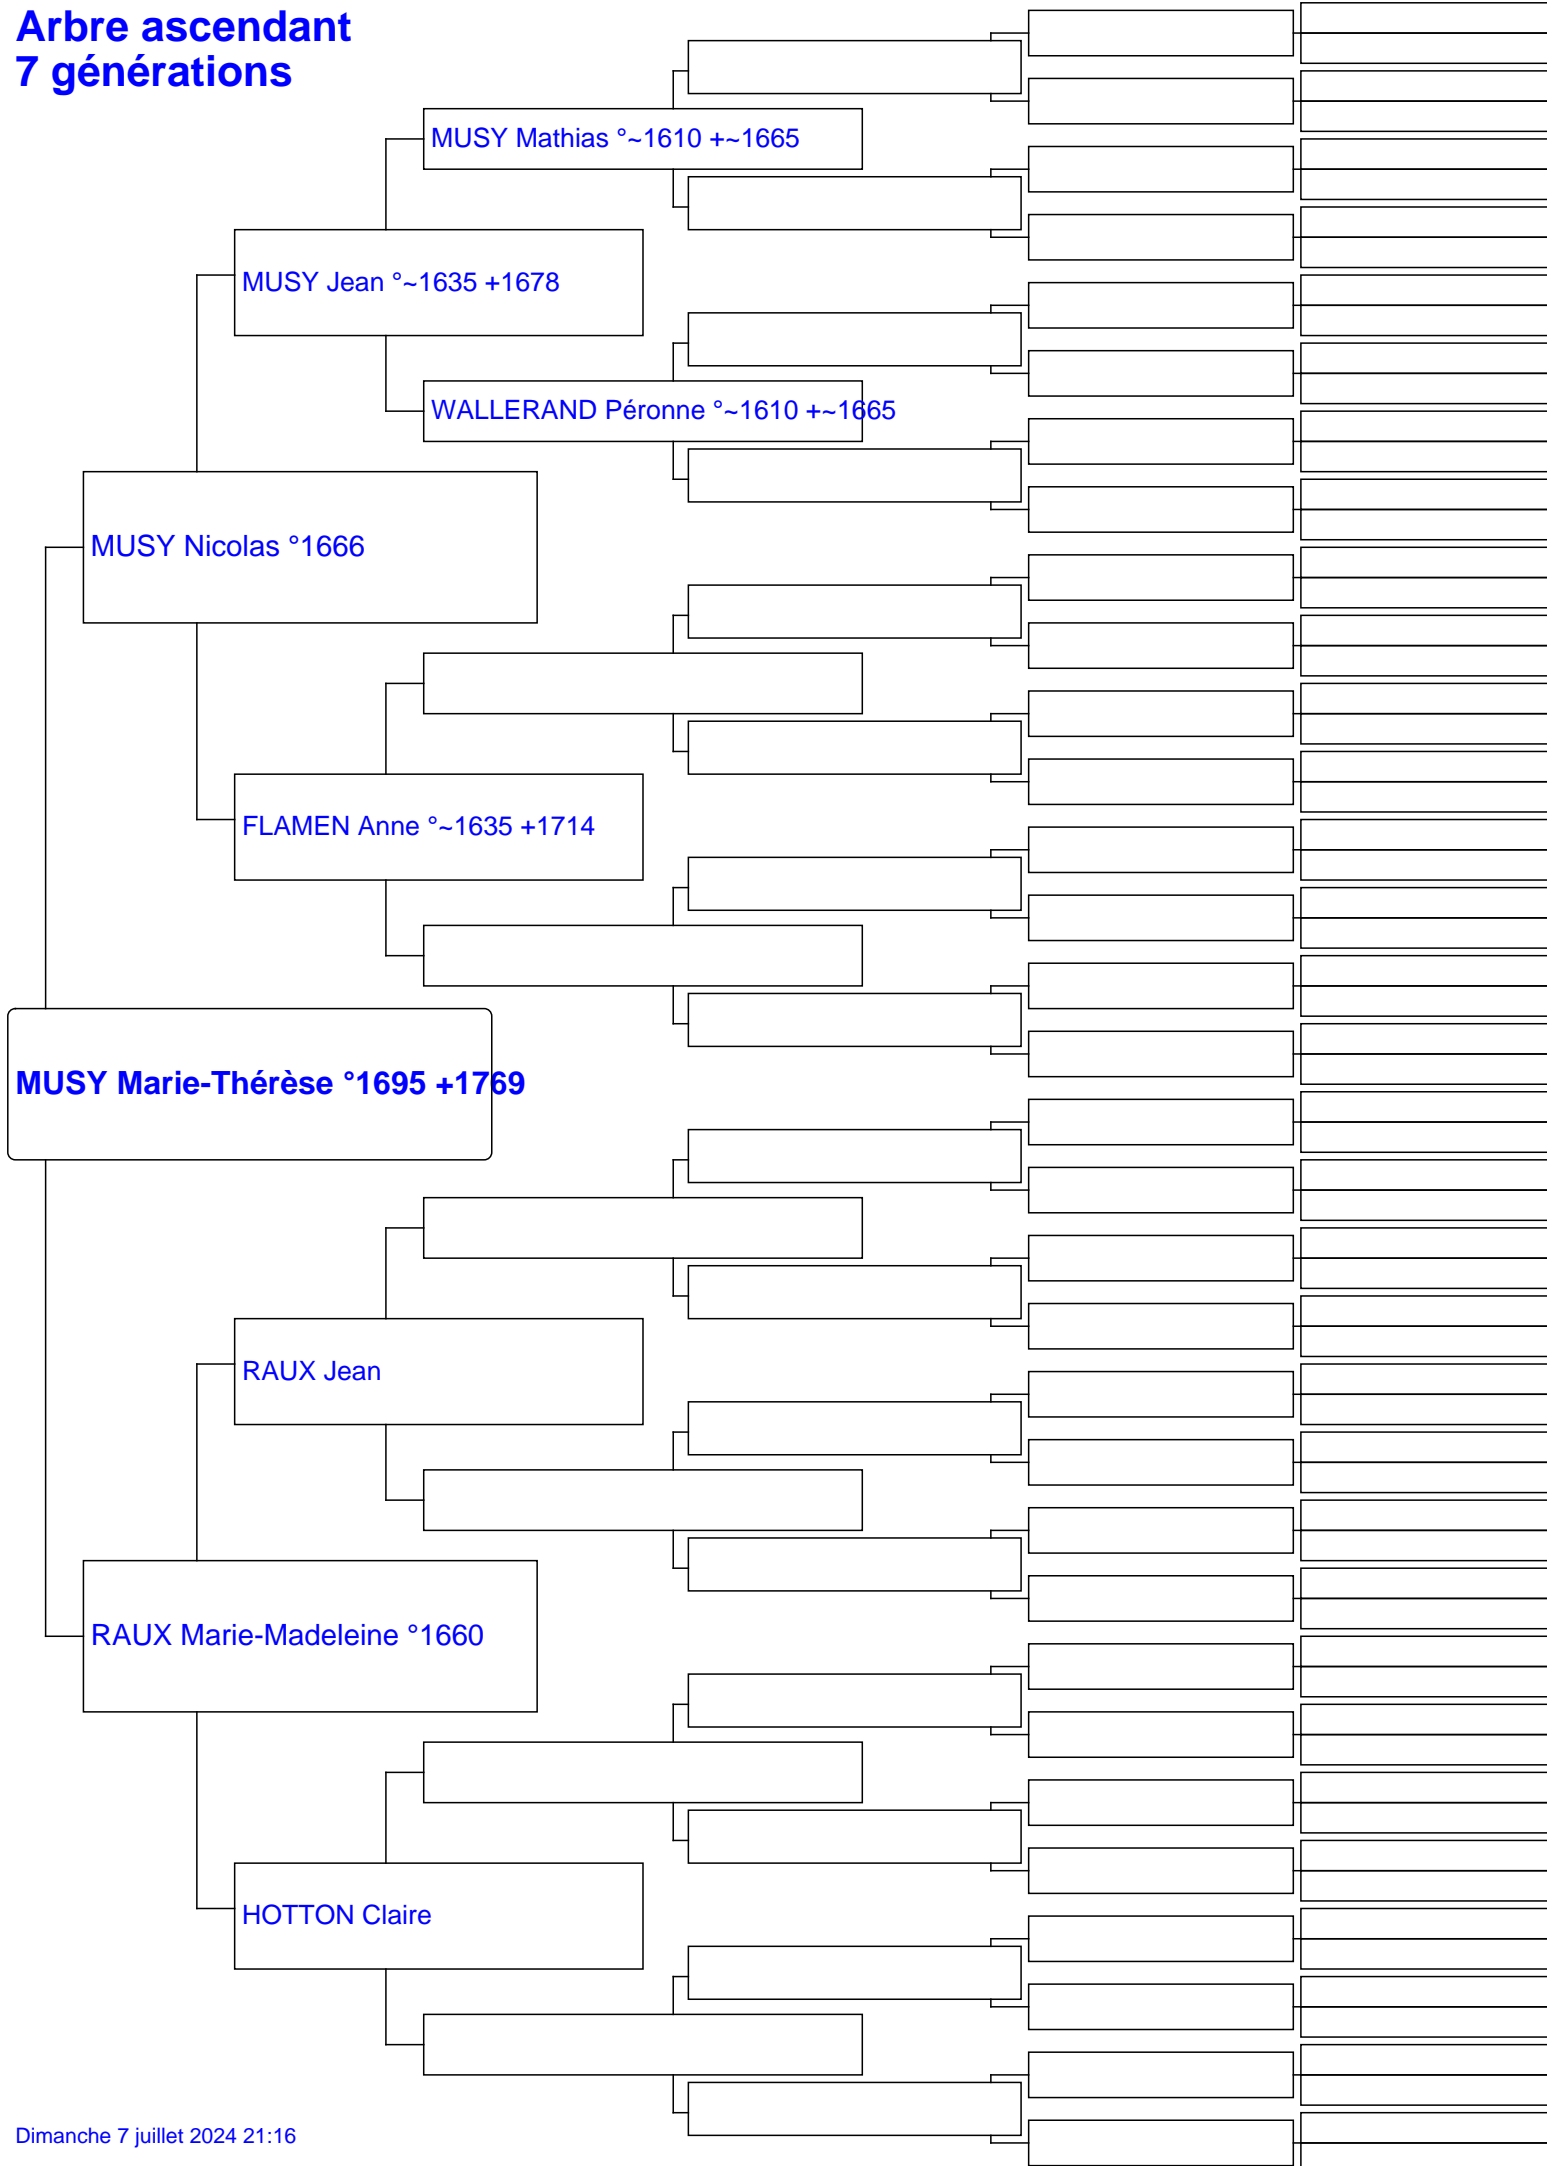 Arbre ascendant
7 générations
MUSY Mathias °~1610 +~1665
MUSY Jean °~1635 +1678
WALLERAND Péronne °~1610 +~1665
MUSY Nicolas °1666
FLAMEN Anne °~1635 +1714
MUSY Marie-Thérèse °1695 +1769
RAUX Jean
RAUX Marie-Madeleine °1660
HOTTON Claire
Dimanche 7 juillet 2024 21:16